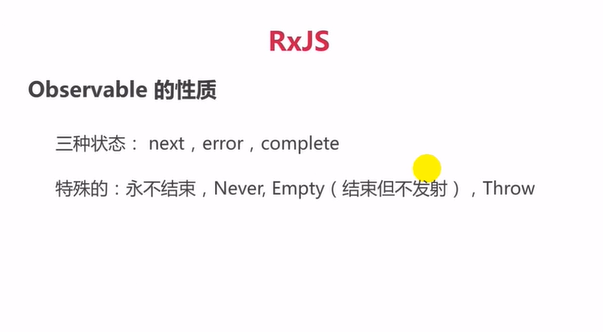 RxJS
Observable 的性质
三种状态： next，error，complete
特殊的：永不结束，Never, Empty（结束但不发射），Throw